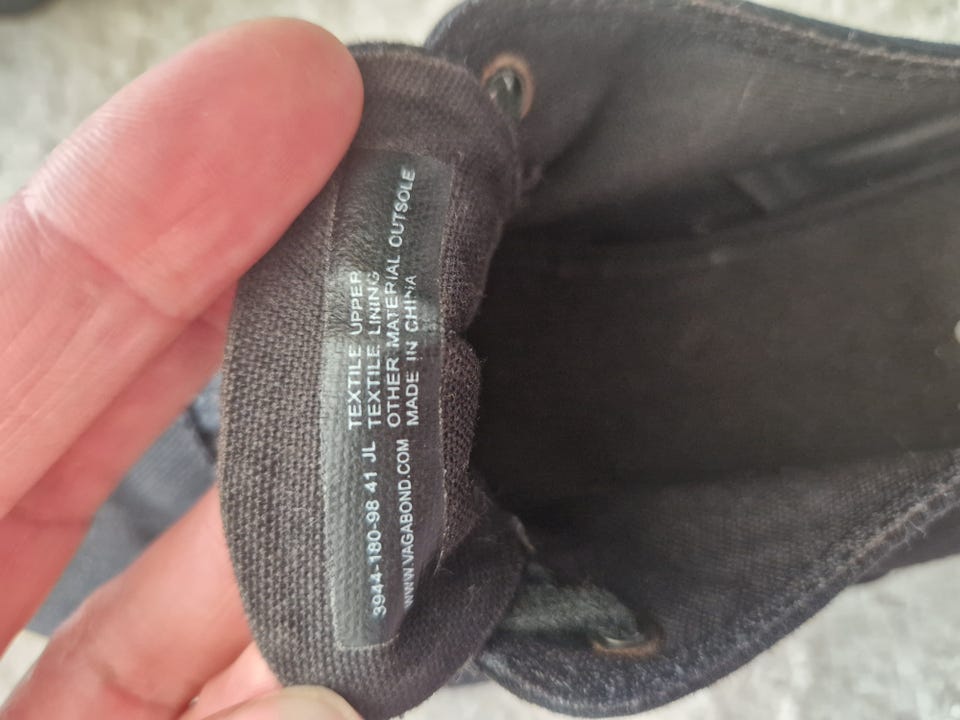 3944-180-98 41 JL
WWW.VAGABOND.COM
TEXTILE UPPER
TEXTILE LINING
OTHER MATERIAL OUTSOLE
MADE IN CHINA